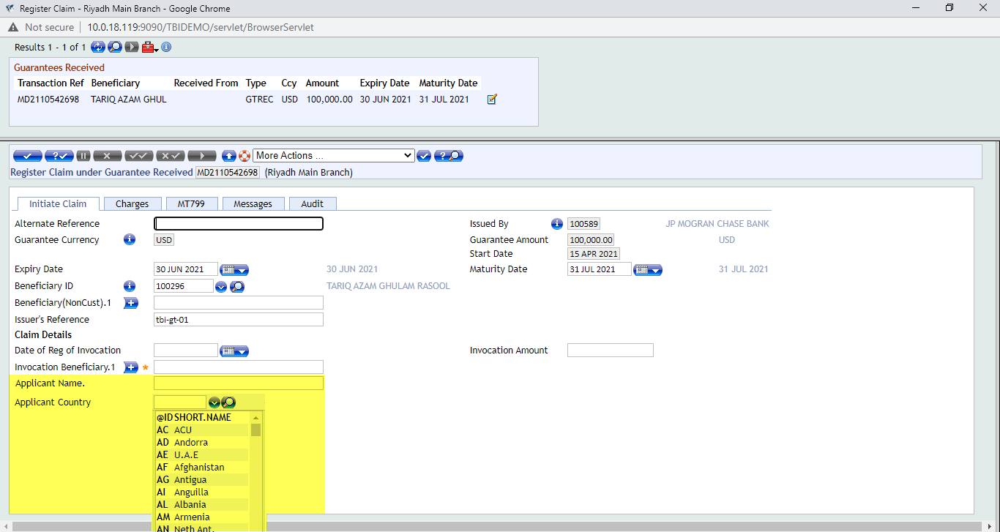 Register Claim - Riyadh Main Branch - Google Chrome
Not secure | 10.0.18.119:9090/TBIDEMO/servlet/BrowserServlet
Results 1 - 1 of 1
Guarantees Received
Transaction Ref Beneficiary Received From Type Ccy Amount Expiry Date Maturity Date
MD2110542698 TARIQ AZAM GHUL GTREC USD 100,000.00 30 JUN 2021 31 JUL 2021
More Actions ...
Register Claim under Guarantee Received MD2110542698 (Riyadh Main Branch)
Initiate Claim Charges MT799 Messages Audit
Alternate Reference Issued By 100589 JP MOGRAN CHASE BANK
Guarantee Currency USD Guarantee Amount 100,000.00 USD
Start Date 15 APR 2021
Expiry Date 30 JUN 2021 30 JUN 2021 Maturity Date 31 JUL 2021 31 JUL 2021
Beneficiary ID 100296 TARIQ AZAM GHULAM RASOOL
Beneficiary(NonCust).1
Issuer's Reference tbi-gt-01
Claim Details
Date of Reg of Invocation Invocation Amount
Invocation Beneficiary.1 *
Applicant Name.
Applicant Country
@ID SHORT.NAME
AC ACU
AD Andorra
AE U.A.E
AF Afghanistan
AG Antigua
AI Anguilla
AL Albania
AM Armenia
AN Neth Ant.